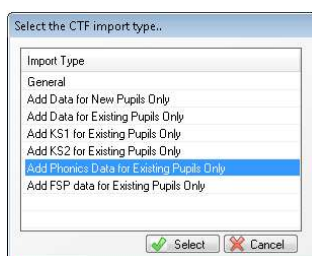 Select the CTF import type..
Import Type
General
Add Data for New Pupils Only
Add Data for Existing Pupils Only
Add KS1 for Existing Pupils Only
Add KS2 for Existing Pupils Only
Add Phonics Data for Existing Pupils Only
Add FSP data for Existing Pupils Only
Select Cancel